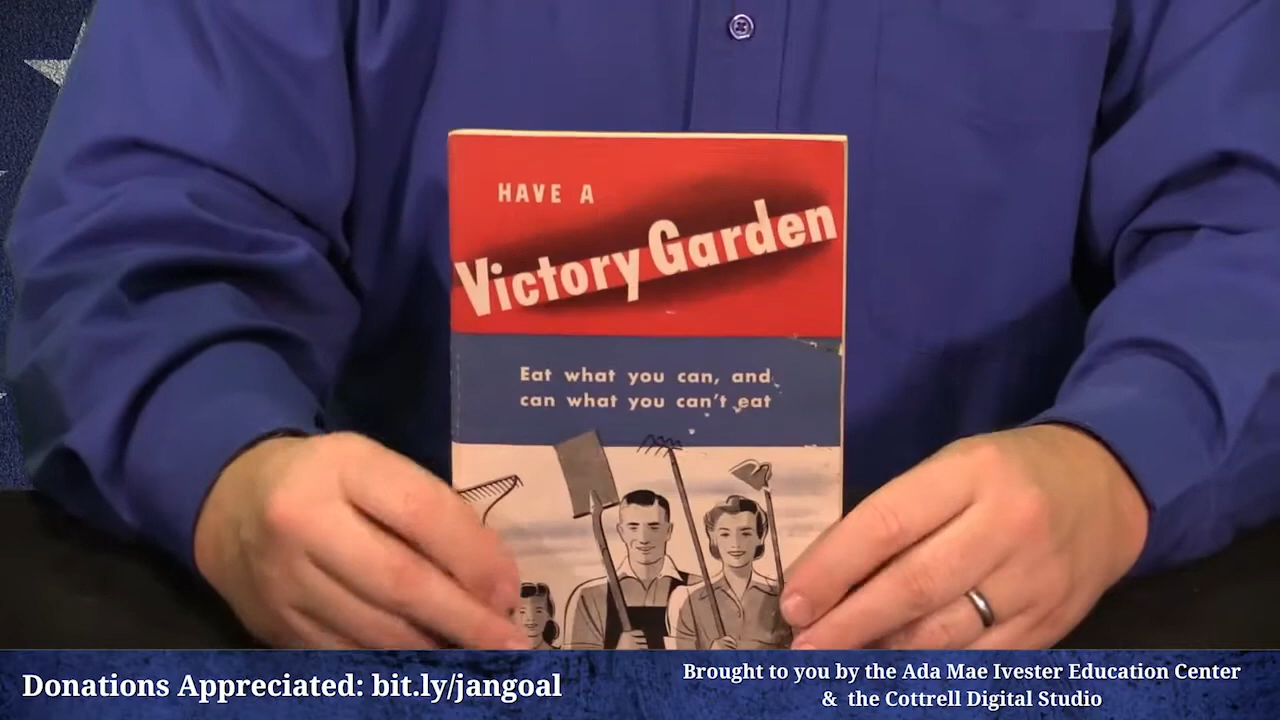 HAVE A
Victory Garden
Eat what you can, and
can what you can't eat
Donations Appreciated: bit.ly/jangoal
Brought to you by the Ada Mae Ivester Education Center
& the Cottrell Digital Studio